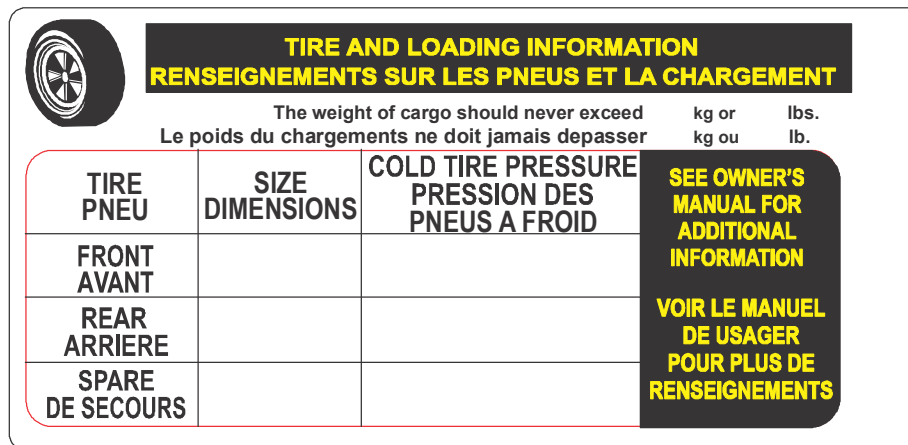 TIRE AND LOADING INFORMATION
RENSEIGNEMENTS SUR LES PNEUS ET LA CHARGEMENT
The weight of cargo should never exceed kg or lbs.
Le poids du chargements ne doit jamais depasser kg ou lb.
TIRE
PNEU
SIZE
DIMENSIONS
COLD TIRE PRESSURE
PRESSION DES
PNEUS A FROID
FRONT
AVANT
REAR
ARRIERE
SPARE
DE SECOURS
SEE OWNER'S
MANUAL FOR
ADDITIONAL
INFORMATION
VOIR LE MANUEL
DE USAGER
POUR PLUS DE
RENSEIGNEMENTS